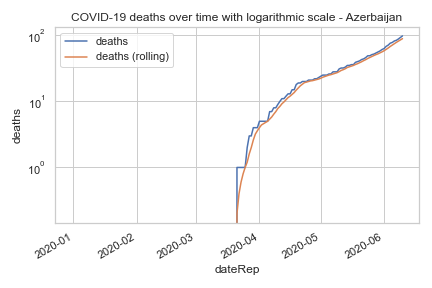 COVID-19 deaths over time with logarithmic scale - Azerbaijan
deaths
deaths (rolling)
10²
10¹
10⁰
deaths
2020-01
2020-02
2020-03
2020-04
2020-05
2020-06
dateRep